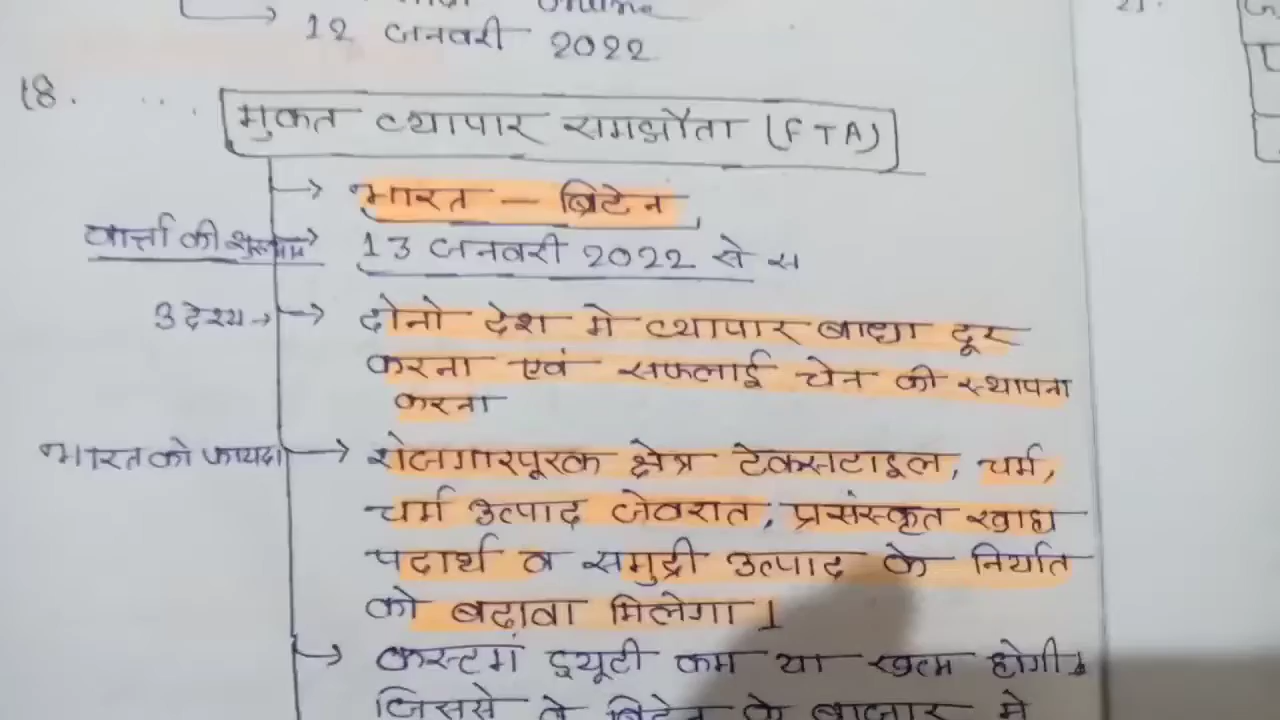 12 जनवरी 2022
18.
मुक्त व्यापार समझौता (FTA)
भारत – ब्रिटेन
वार्त्ता की शुरुआत
13 जनवरी 2022 से
उदेश्य
दोनो देश मे व्यापार बाधा दूर
करना एवं सफ्लाई चेन की स्थापना
करना
भारत को फायदा
रोजगारपूरक क्षेत्र टेक्सटाइल, चर्म,
चर्म उत्पाद जेवरात, प्रसंस्कृत खाद्य
पदार्थ व समुद्री उत्पाद के निर्यात
को बढावा मिलेगा।
कस्टम ड्यूटी कम या खत्म होगी।
जिससे वे ब्रिटेन के बाजार मे
21.